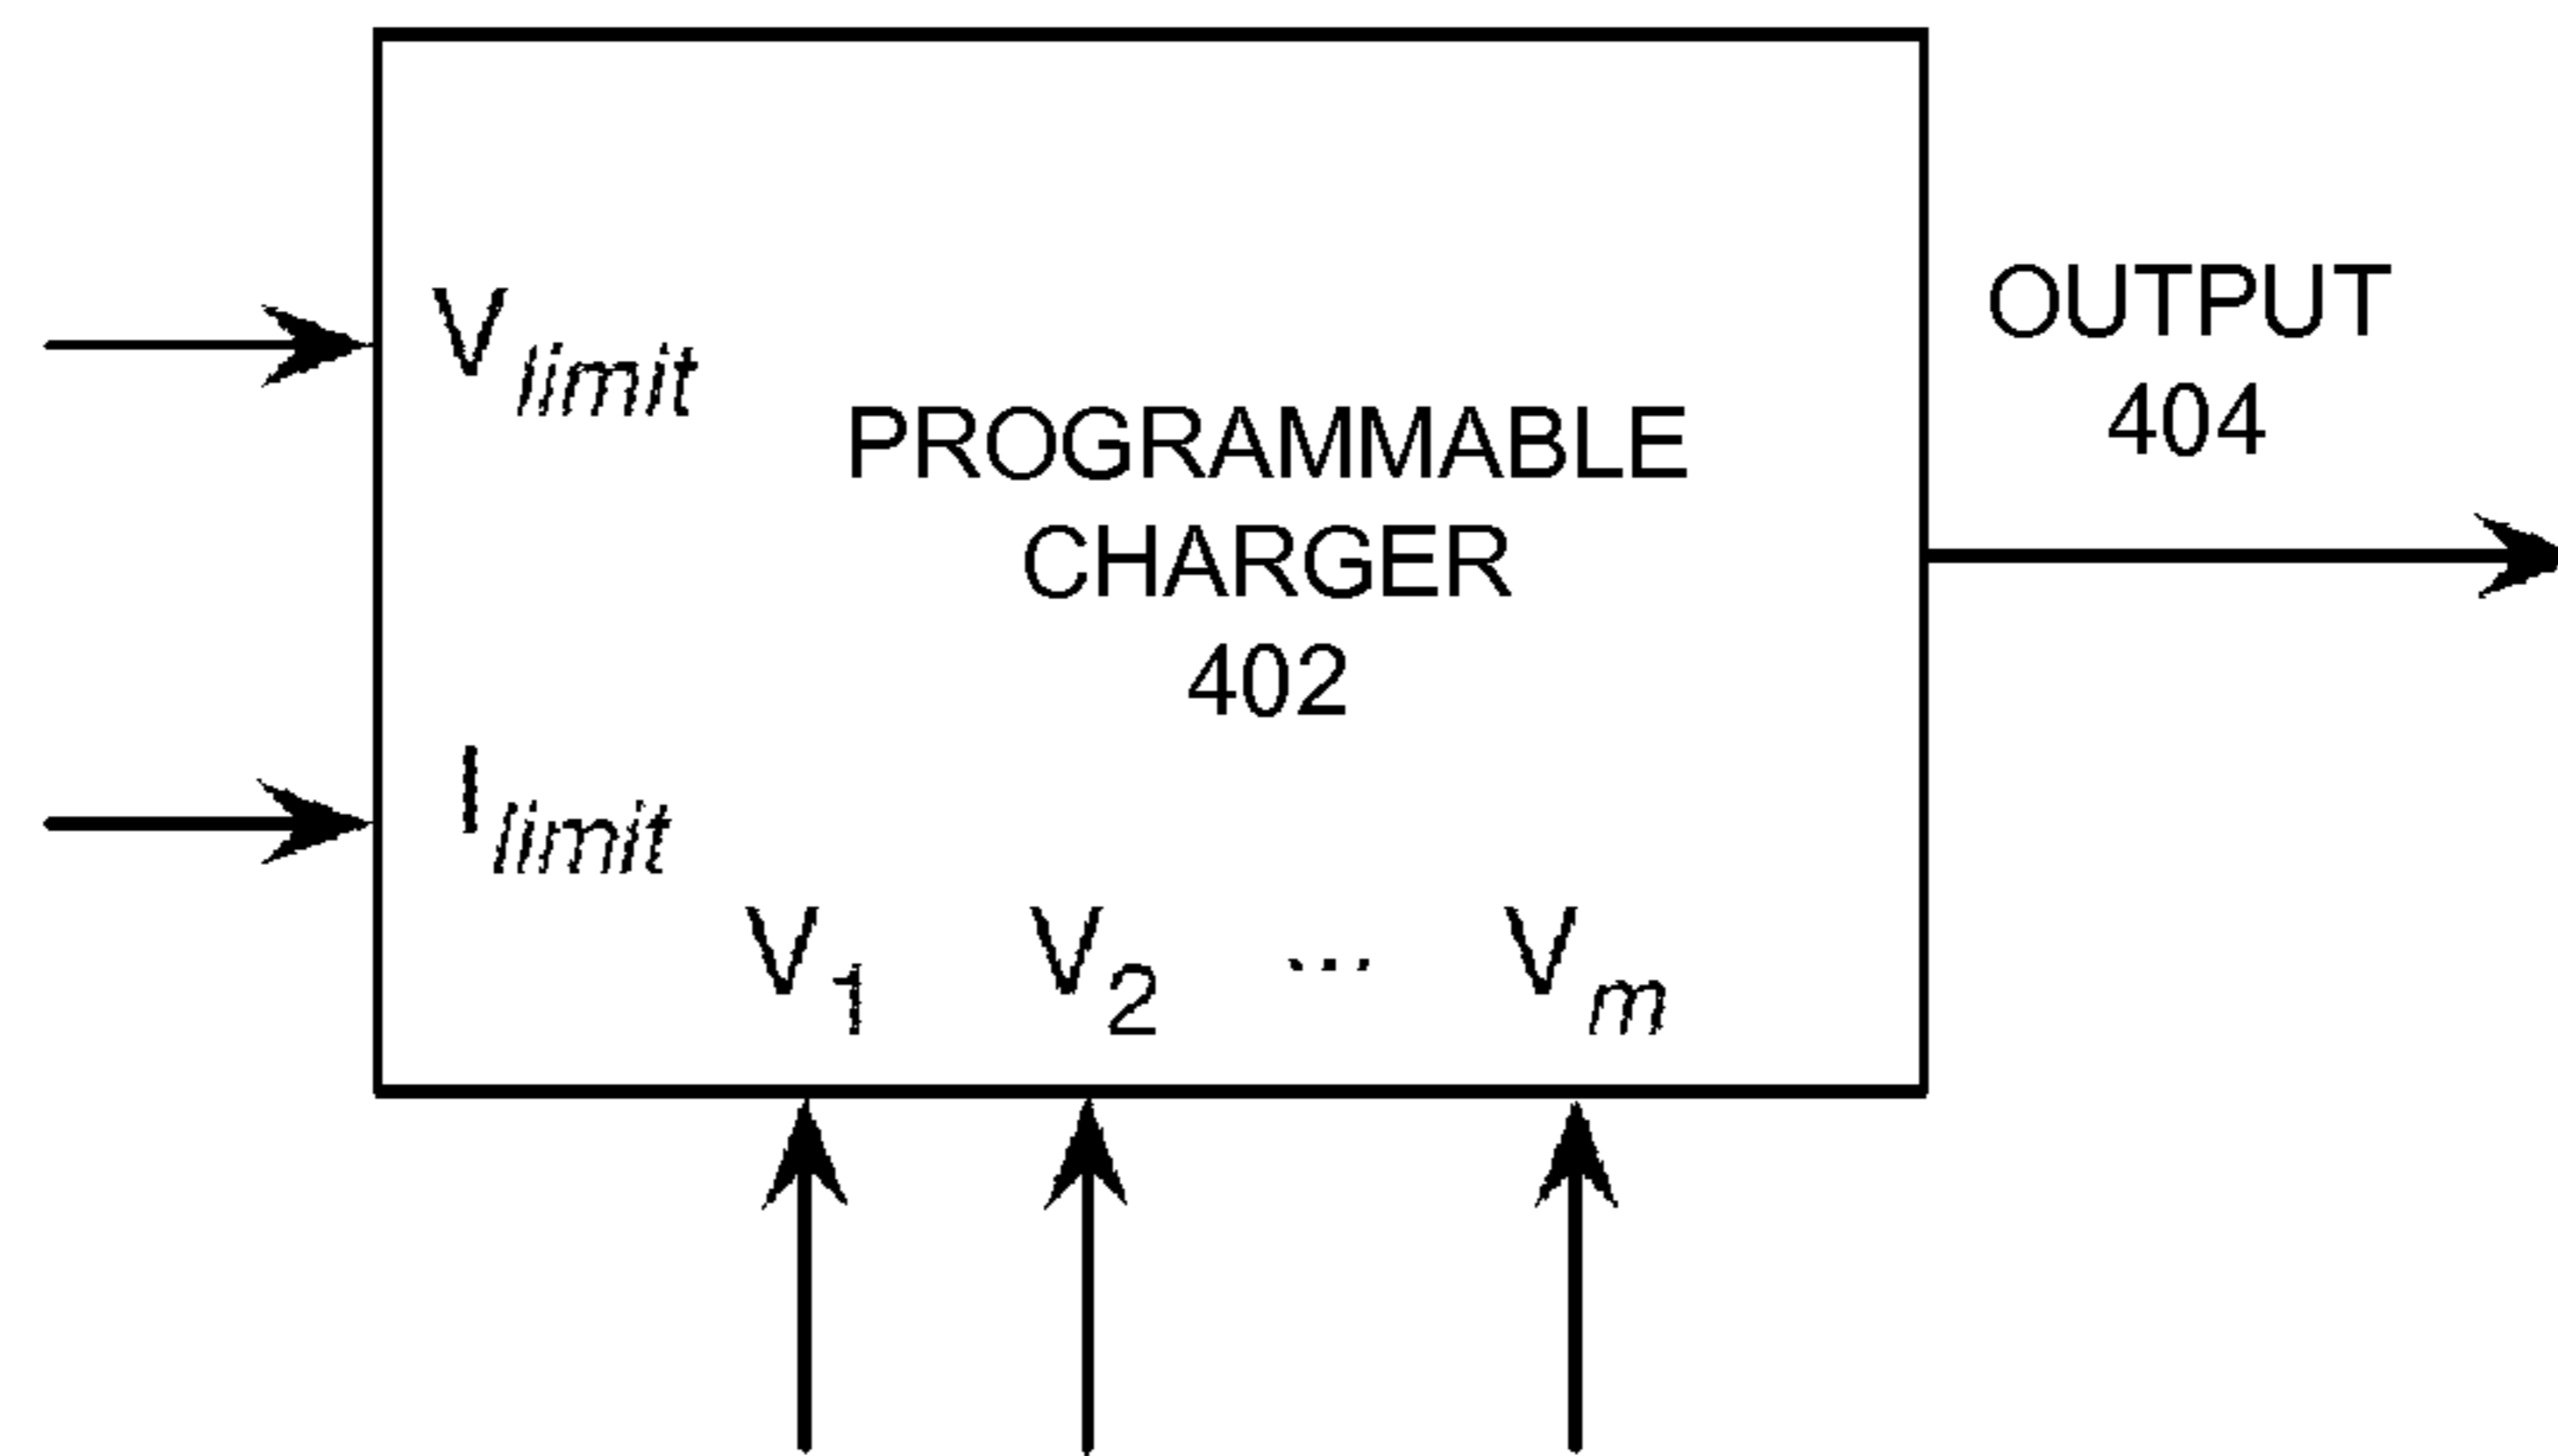 V_limit
OUTPUT
404
PROGRAMMABLE
CHARGER
402
I_limit
V_1 V_2 ... V_m